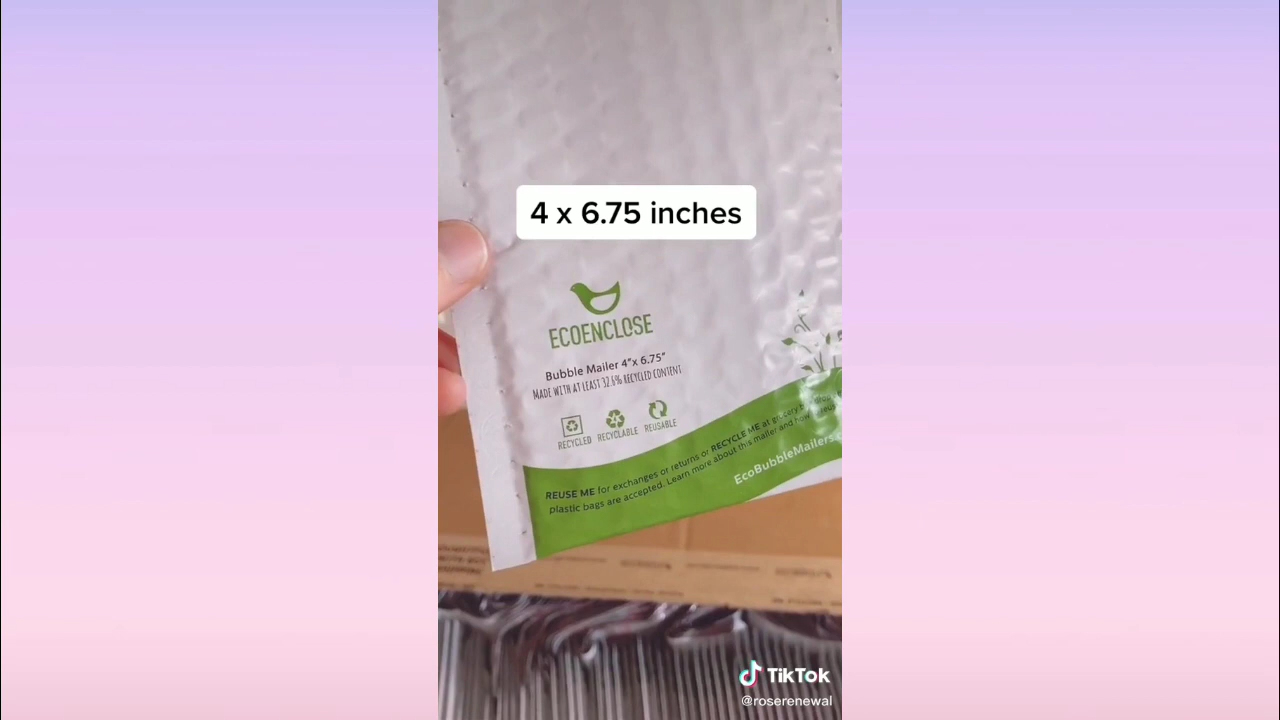 4 x 6.75 inches
ECOENCLOSE
Bubble Mailer 4"x 6.75"
MADE WITH AT LEAST 32.6% RECYCLED CONTENT
RECYCLED RECYCLABLE REUSABLE
REUSE ME for exchanges or returns or RECYCLE ME at grocery
plastic bags are accepted. Learn more about this mailer and how
EcoBubbleMailers
TikTok
@roserenewal